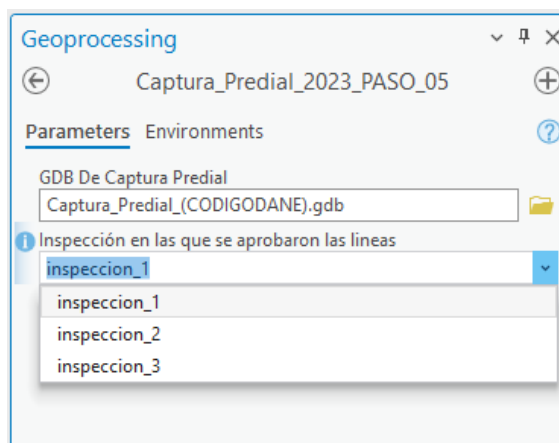 Geoprocessing
Captura_Predial_2023_PASO_05
Parameters Environments
GDB De Captura Predial
Captura_Predial_(CODIGODANE).gdb
Inspección en las que se aprobaron las lineas
inspeccion_1
inspeccion_1
inspeccion_2
inspeccion_3